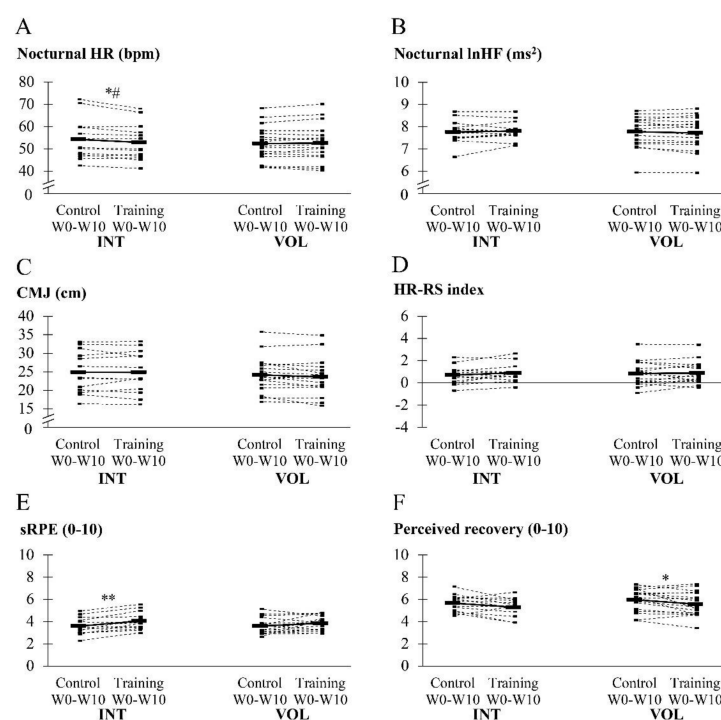 A
Nocturnal HR (bpm)
80
70
60
50
40
0
*#
Control Training Control Training
W0-W10 W0-W10 W0-W10 W0-W10
INT VOL
B
Nocturnal lnHF (ms²)
10
9
8
7
6
0
Control Training Control Training
W0-W10 W0-W10 W0-W10 W0-W10
INT VOL
C
CMJ (cm)
40
35
30
25
20
15
0
Control Training Control Training
W0-W10 W0-W10 W0-W10 W0-W10
INT VOL
D
HR-RS index
6
4
2
0
-2
-4
Control Training Control Training
W0-W10 W0-W10 W0-W10 W0-W10
INT VOL
E
sRPE (0-10)
10
8
6
4
2
0
**
Control Training Control Training
W0-W10 W0-W10 W0-W10 W0-W10
INT VOL
F
Perceived recovery (0-10)
10
8
6
4
2
0
*
Control Training Control Training
W0-W10 W0-W10 W0-W10 W0-W10
INT VOL